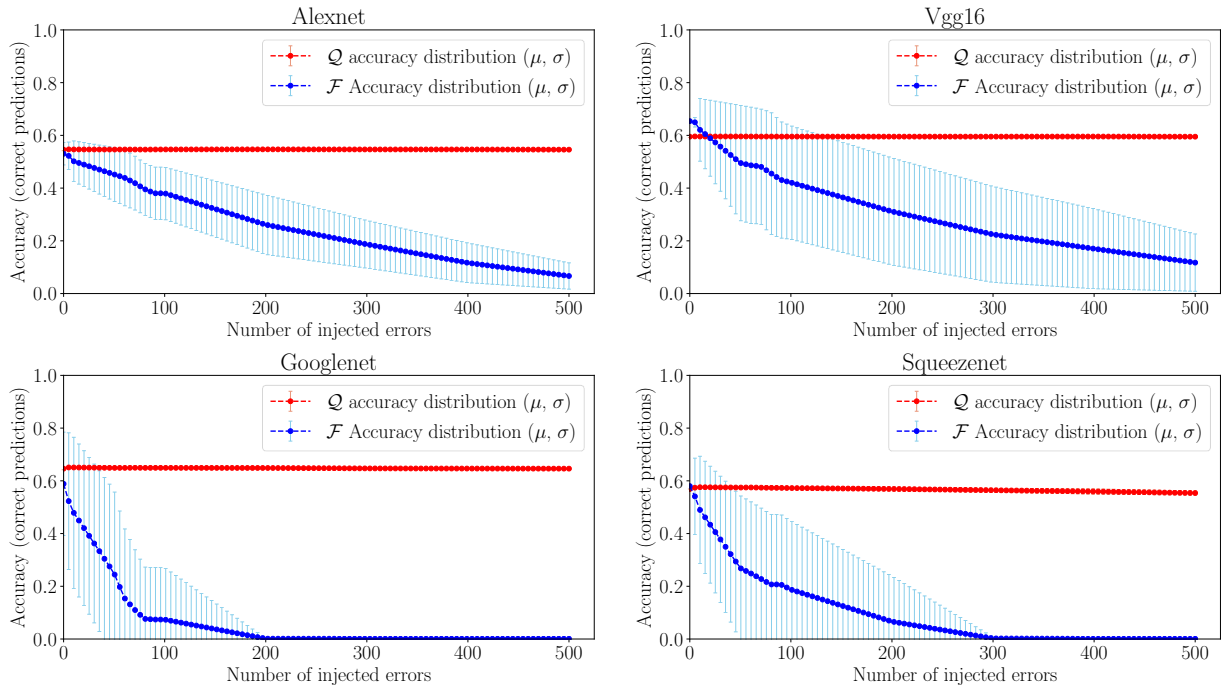 Alexnet
1.0
0.8
0.6
0.4
0.2
0.0
Accuracy (correct predictions)
𝒬 accuracy distribution (μ, σ)
ℱ Accuracy distribution (μ, σ)
0 100 200 300 400 500
Number of injected errors
Vgg16
1.0
0.8
0.6
0.4
0.2
0.0
Accuracy (correct predictions)
𝒬 accuracy distribution (μ, σ)
ℱ Accuracy distribution (μ, σ)
0 100 200 300 400 500
Number of injected errors
Googlenet
1.0
0.8
0.6
0.4
0.2
0.0
Accuracy (correct predictions)
𝒬 accuracy distribution (μ, σ)
ℱ Accuracy distribution (μ, σ)
0 100 200 300 400 500
Number of injected errors
Squeezenet
1.0
0.8
0.6
0.4
0.2
0.0
Accuracy (correct predictions)
𝒬 accuracy distribution (μ, σ)
ℱ Accuracy distribution (μ, σ)
0 100 200 300 400 500
Number of injected errors